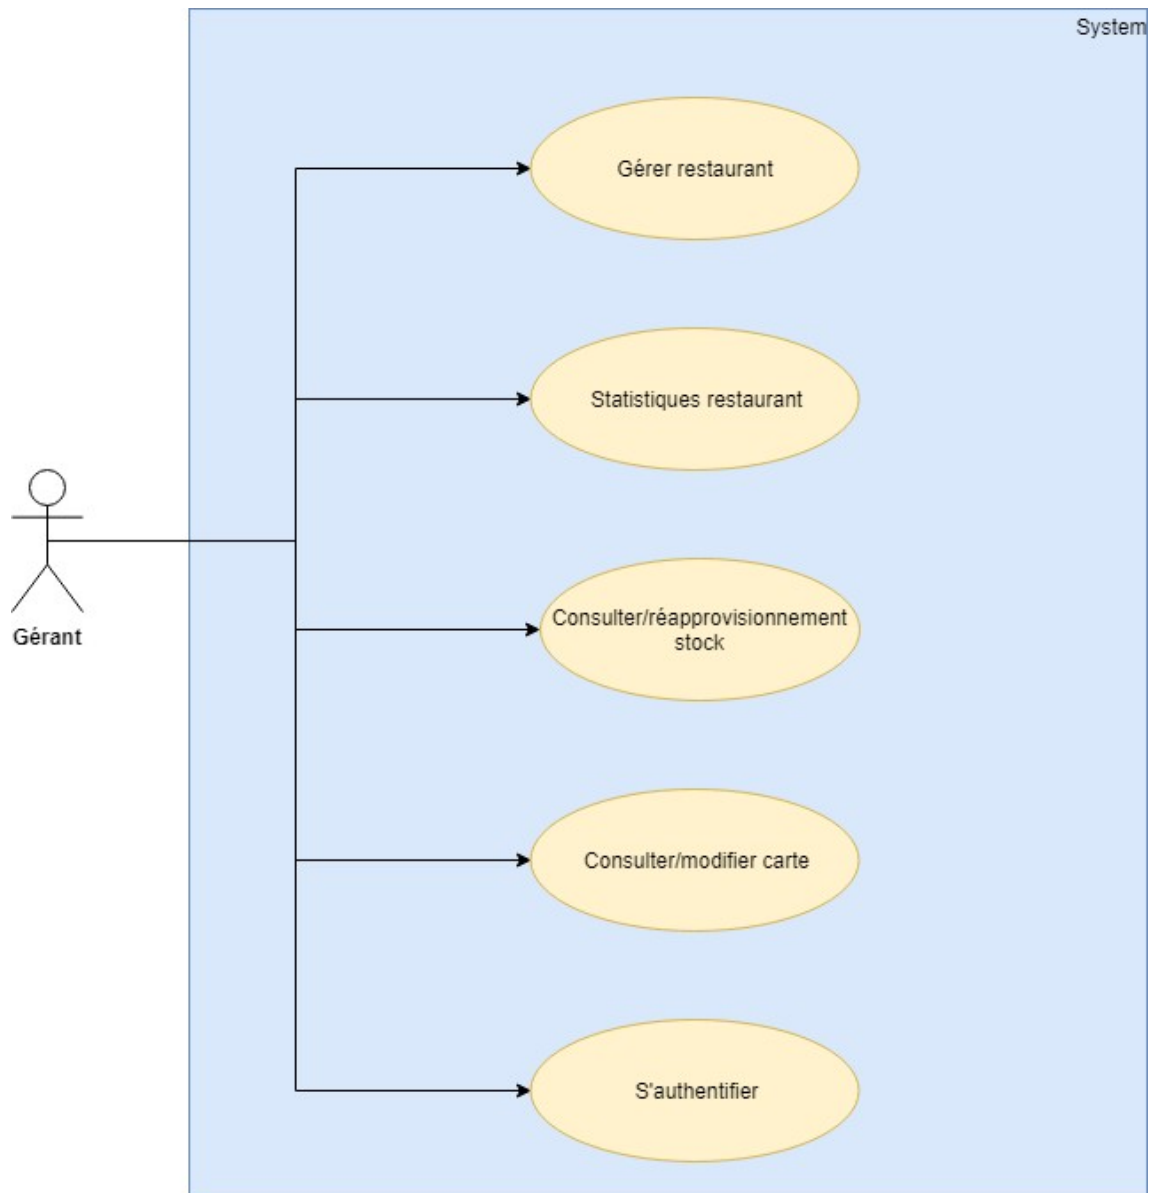 System
Gérer restaurant
Statistiques restaurant
Gérant
Consulter/réapprovisionnement
stock
Consulter/modifier carte
S'authentifier